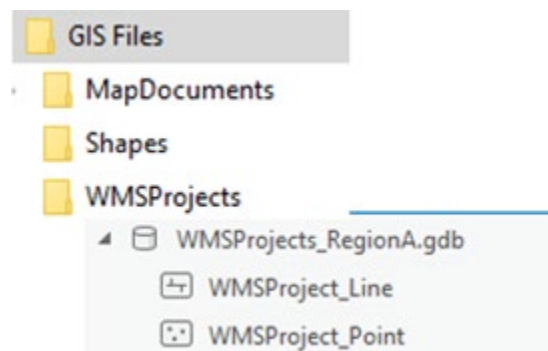 GIS Files
MapDocuments
Shapes
WMSProjects
WMSProjects_RegionA.gdb
WMSProject_Line
WMSProject_Point